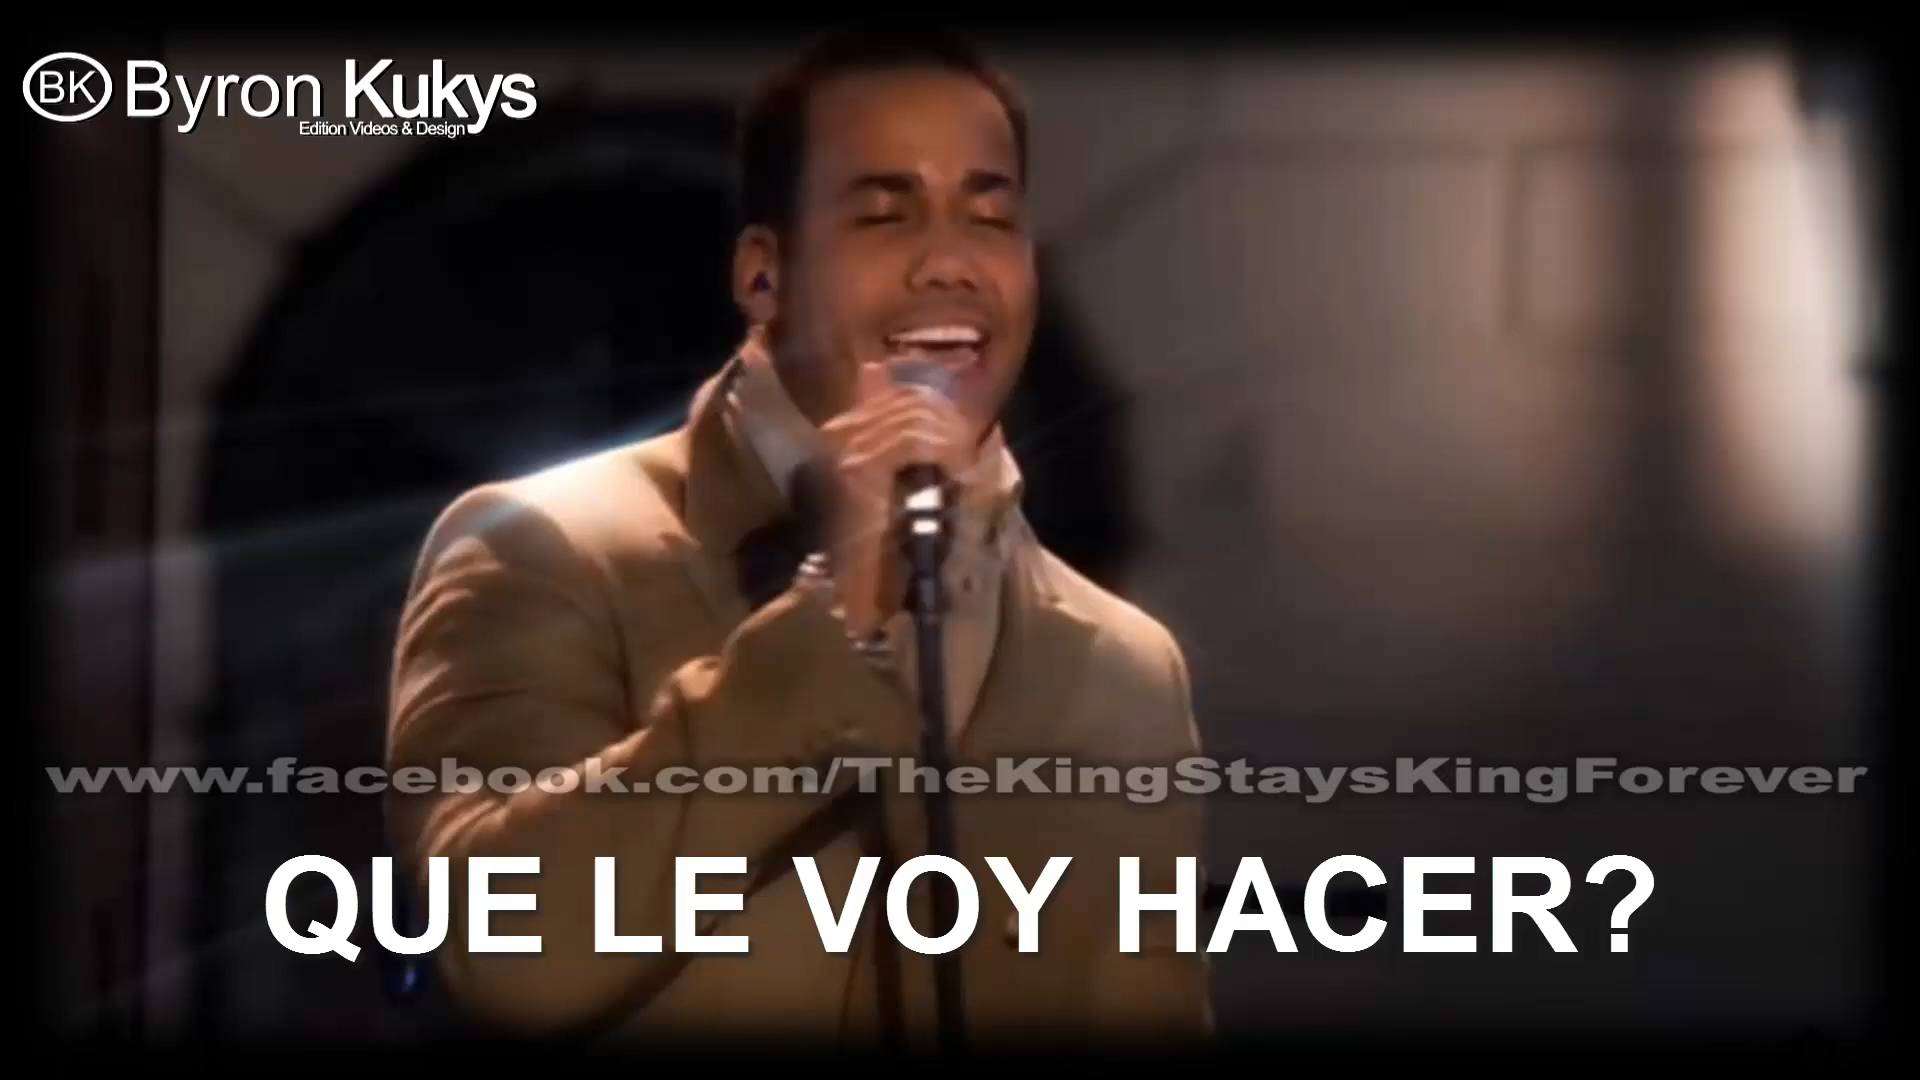 BK Byron Kukys
Edition Videos & Design
www.facebook.com/TheKingStaysKingForever
QUE LE VOY HACER?